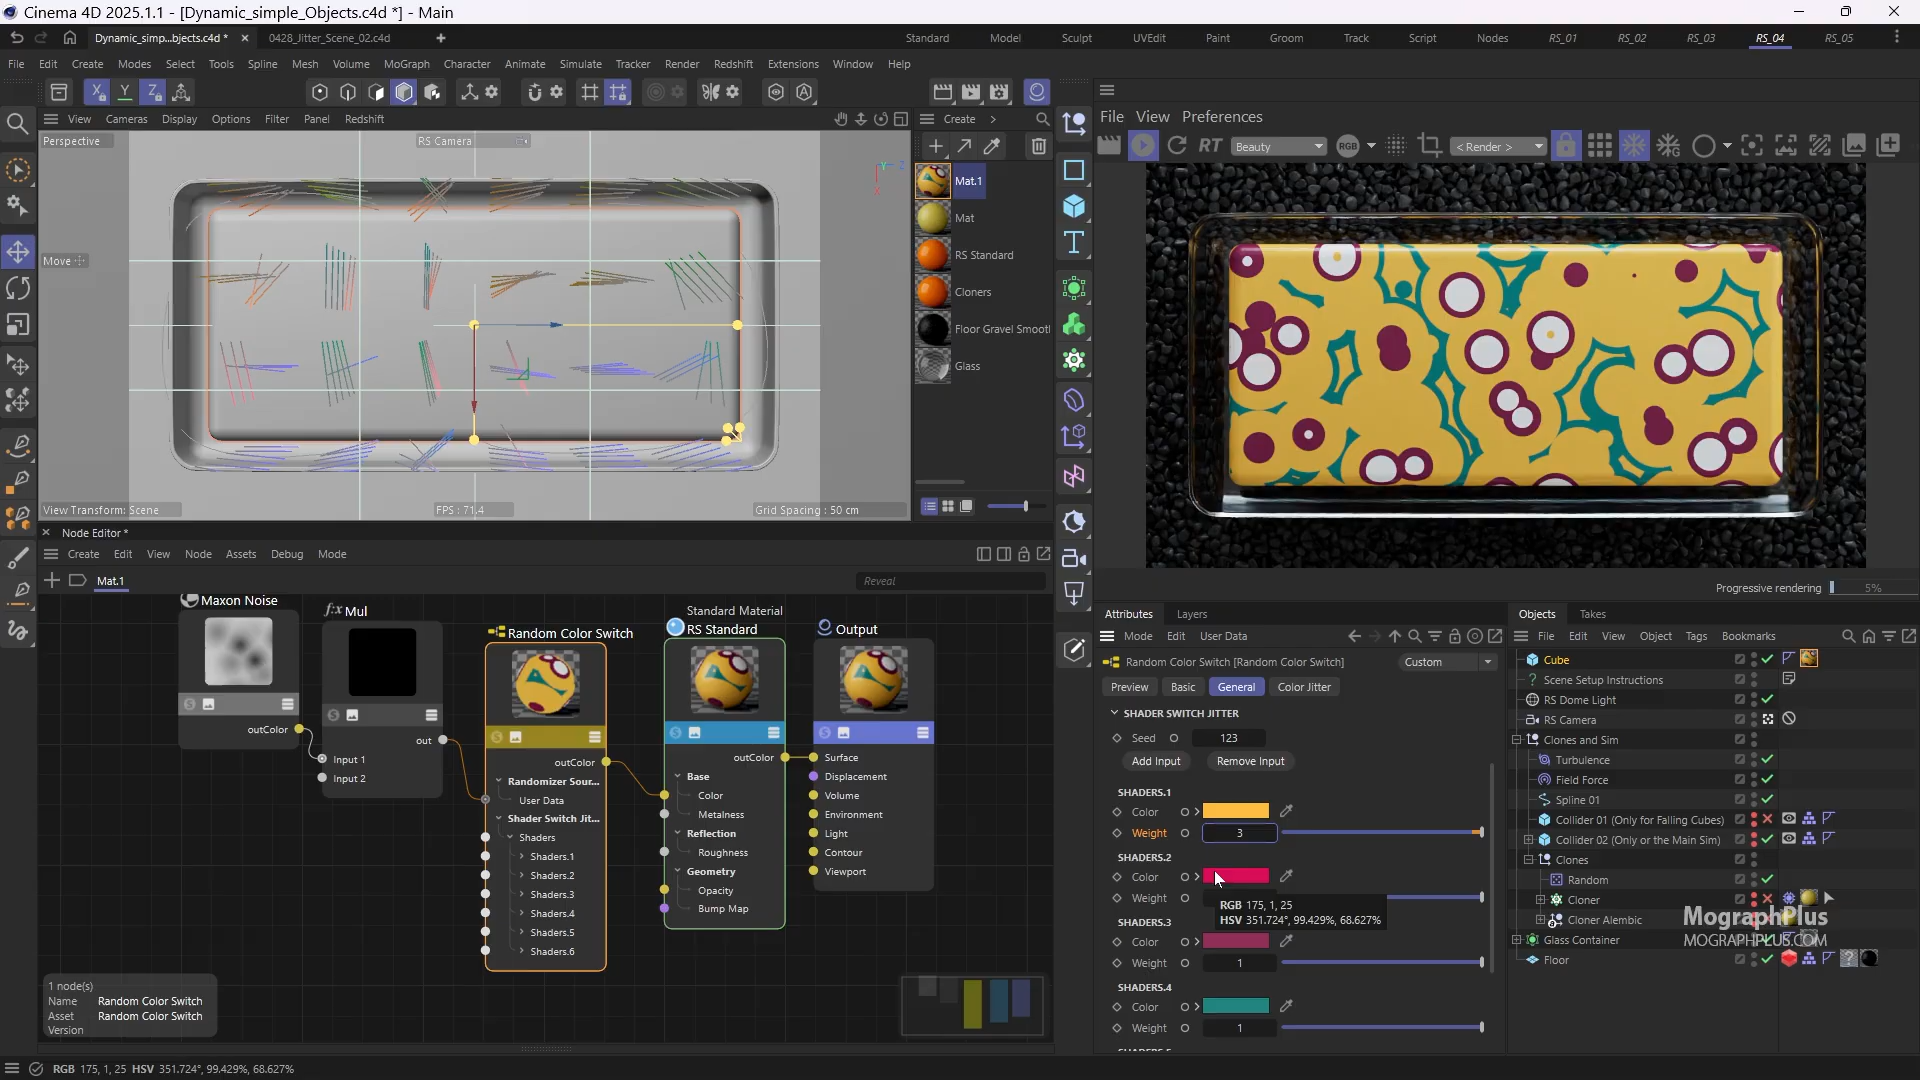 Cinema 4D 2025.1.1 - [Dynamic_simple_Objects.c4d *] - Main
Dynamic_simp...bjects.c4d * 0428_Jitter_Scene_02.c4d Standard Model Sculpt UVEdit Paint Groom Track Script Nodes RS_01 RS_02 RS_03 RS_04 RS_05
File Edit Create Modes Select Tools Spline Mesh Volume MoGraph Character Animate Simulate Tracker Render Redshift Extensions Window Help
X Y Z
View Cameras Display Options Filter Panel Redshift
Perspective
RS Camera
Move
View Transform: Scene
FPS : 71.4
Grid Spacing : 50 cm
Create
Mat.1
Mat
RS Standard
Cloners
Floor Gravel Smootl
Glass
File View Preferences
RT Beauty RGB < Render >
Progressive rendering 5%
Node Editor *
Create Edit View Node Assets Debug Mode
Mat.1
Reveal
Maxon Noise
outColor
f:x Mul
out
Input 1
Input 2
Random Color Switch
outColor
Randomizer Sour...
User Data
Shader Switch Jit...
Shaders
Shaders.1
Shaders.2
Shaders.3
Shaders.4
Shaders.5
Shaders.6
Standard Material
RS Standard
outColor
Base
Color
Metalness
Reflection
Roughness
Geometry
Opacity
Bump Map
Output
Surface
Displacement
Volume
Environment
Light
Contour
Viewport
1 node(s)
Name Random Color Switch
Asset Random Color Switch
Version
Attributes Layers
Mode Edit User Data
Random Color Switch [Random Color Switch] Custom
Preview Basic General Color Jitter
SHADER SWITCH JITTER
Seed 123
Add Input Remove Input
SHADERS.1
Color
Weight 3
SHADERS.2
Color
Weight
RGB 175, 1, 25
HSV 351.724°, 99.429%, 68.627%
SHADERS.3
Color
Weight 1
SHADERS.4
Color
Weight 1
Objects Takes
File Edit View Object Tags Bookmarks
Cube
Scene Setup Instructions
RS Dome Light
RS Camera
Clones and Sim
Turbulence
Field Force
Spline 01
Collider 01 (Only for Falling Cubes)
Collider 02 (Only or the Main Sim)
Clones
Random
Cloner
Cloner Alembic
Glass Container
Floor
MographPlus
MOGRAPHPLUS.COM
RGB 175, 1, 25 HSV 351.724°, 99.429%, 68.627%